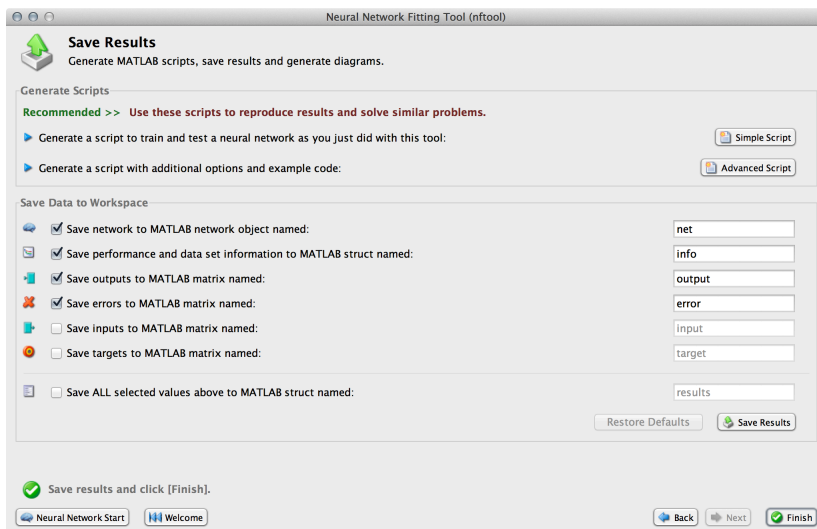 Neural Network Fitting Tool (nftool)
Save Results
Generate MATLAB scripts, save results and generate diagrams.
Generate Scripts
Recommended >> Use these scripts to reproduce results and solve similar problems.
Generate a script to train and test a neural network as you just did with this tool: Simple Script
Generate a script with additional options and example code: Advanced Script
Save Data to Workspace
Save network to MATLAB network object named: net
Save performance and data set information to MATLAB struct named: info
Save outputs to MATLAB matrix named: output
Save errors to MATLAB matrix named: error
Save inputs to MATLAB matrix named: input
Save targets to MATLAB matrix named: target
Save ALL selected values above to MATLAB struct named: results
Restore Defaults Save Results
Save results and click [Finish].
Neural Network Start Welcome Back Next Finish